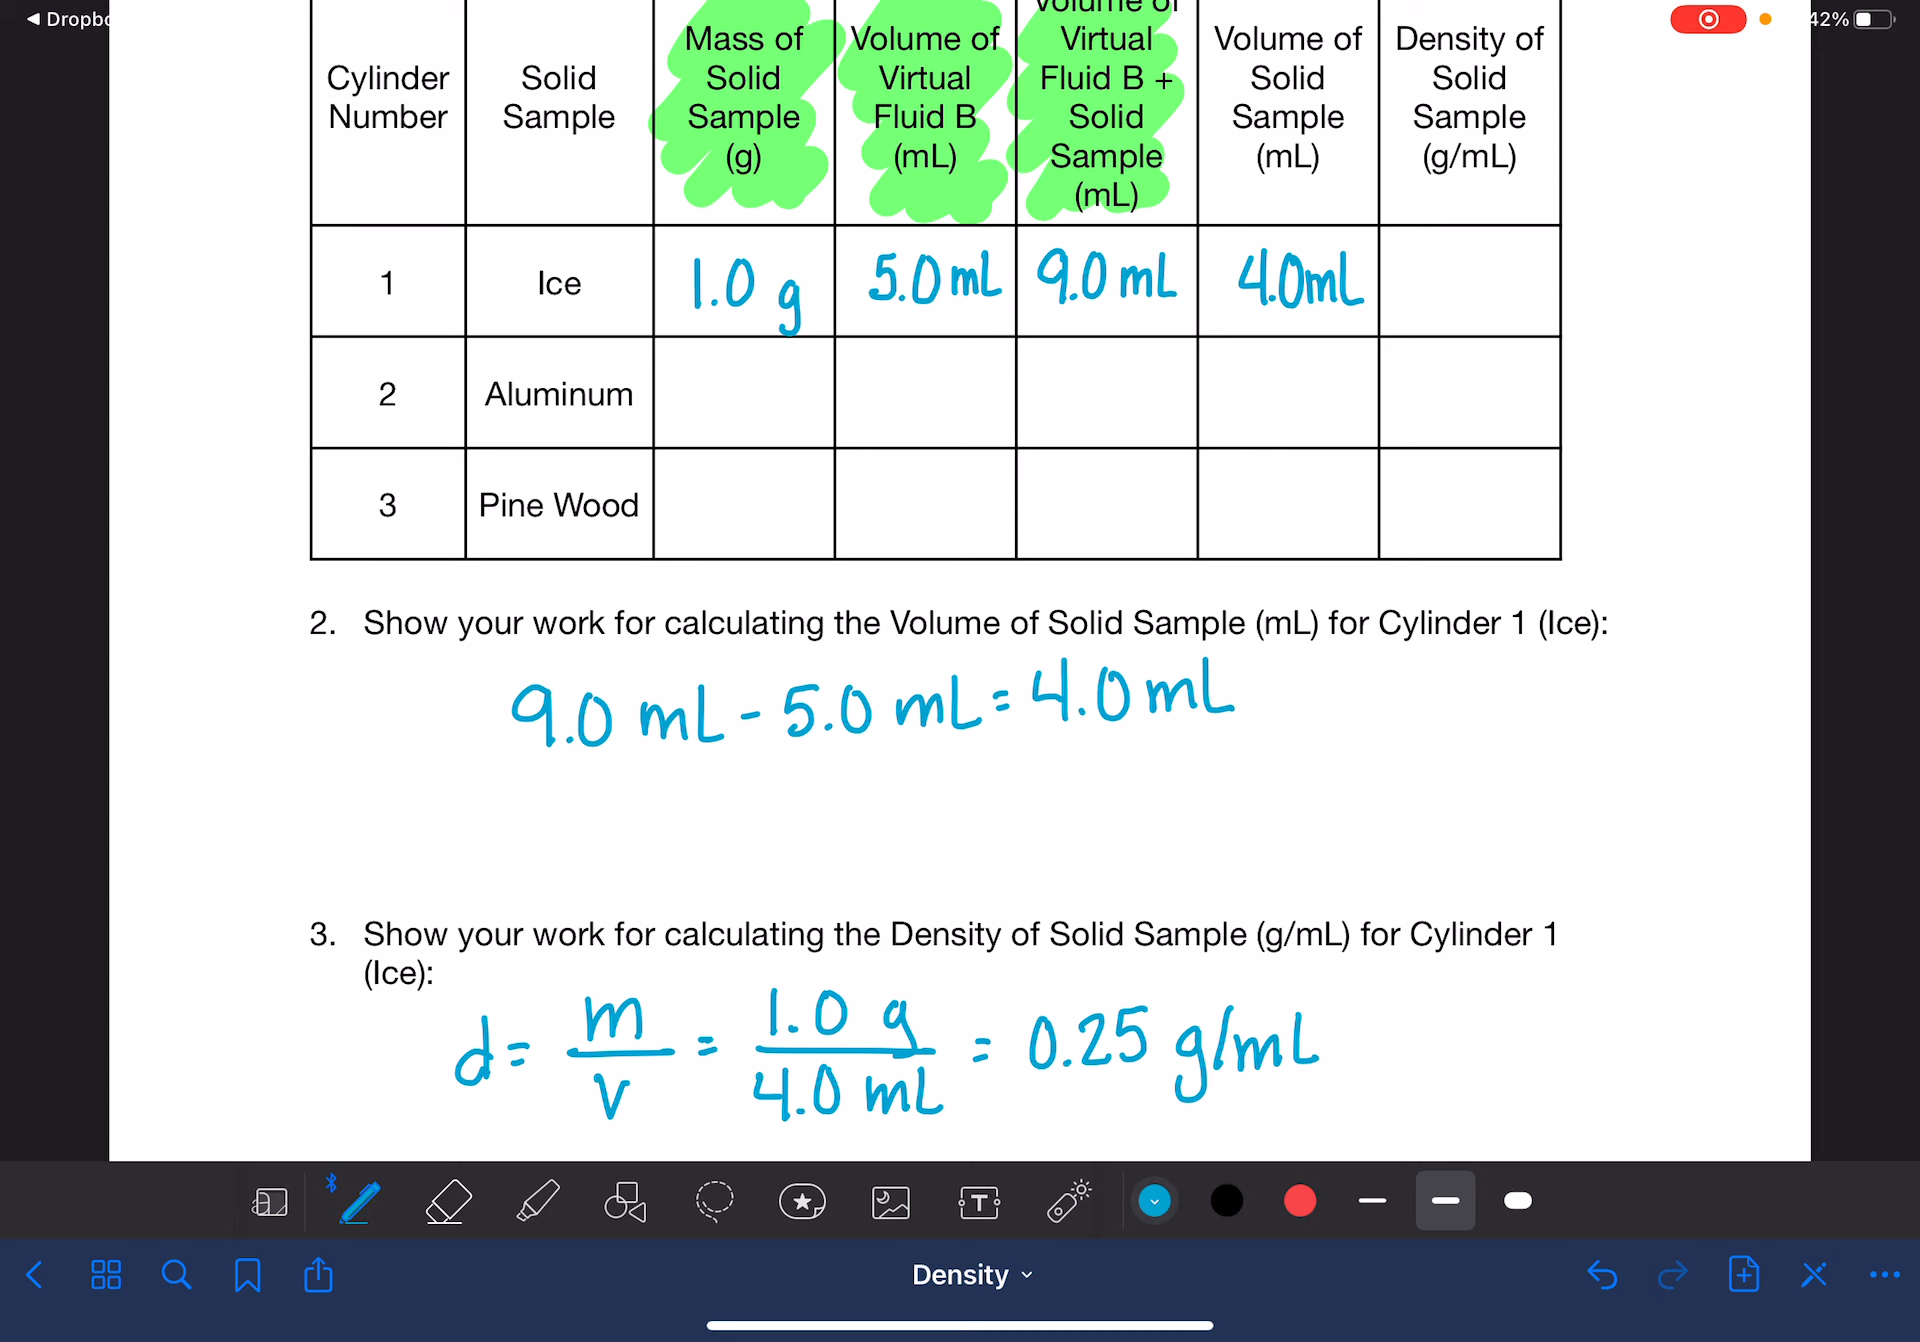 ◀ Dropbo
42%
Cylinder Number
Solid Sample
Mass of Solid Sample (g)
Volume of Virtual Fluid B (mL)
Volume of Virtual Fluid B + Solid Sample (mL)
Volume of Solid Sample (mL)
Density of Solid Sample (g/mL)
1 Ice 1.0 g 5.0 mL 9.0 mL 4.0 mL
2 Aluminum
3 Pine Wood
2. Show your work for calculating the Volume of Solid Sample (mL) for Cylinder 1 (Ice):
9.0 mL - 5.0 mL = 4.0 mL
3. Show your work for calculating the Density of Solid Sample (g/mL) for Cylinder 1
(Ice):
d = m/v = 1.0 g/4.0 mL = 0.25 g/mL
T
Density